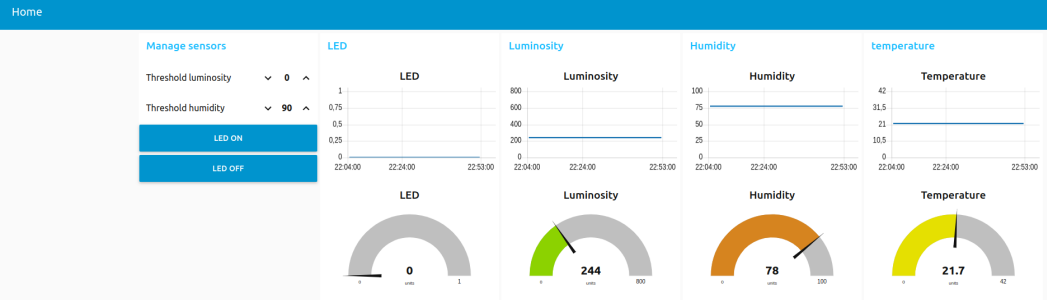 Home
Manage sensors
Threshold luminosity 0
Threshold humidity 90
LED ON
LED OFF
LED
LED
1
0,75
0,5
0,25
0
22:04:00 22:24:00 22:53:00
LED
0
units
0 1
Luminosity
Luminosity
800
600
400
200
0
22:04:00 22:24:00 22:53:00
Luminosity
244
units
0 800
Humidity
Humidity
100
75
50
25
0
22:04:00 22:24:00 22:53:00
Humidity
78
units
0 100
temperature
Temperature
42
31,5
21
10,5
0
22:04:00 22:24:00 22:53:00
Temperature
21.7
units
0 42